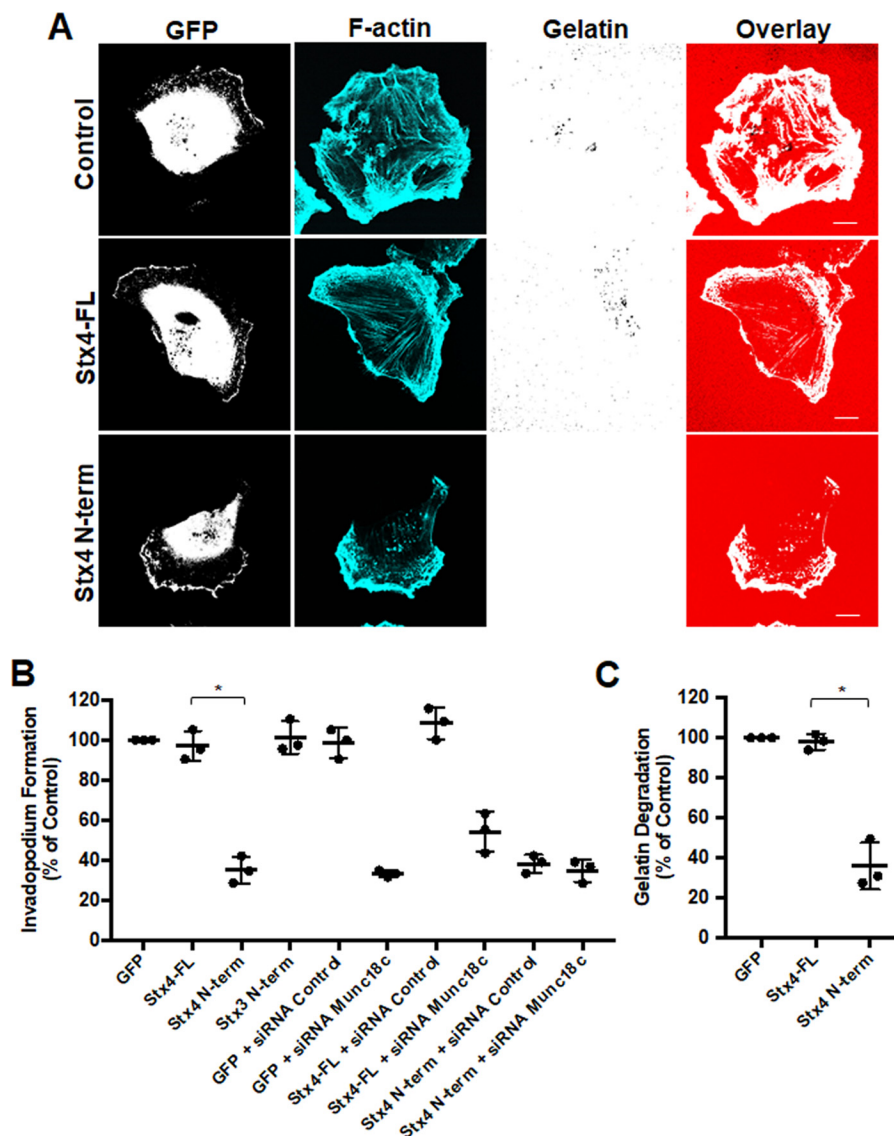 A
GFP
F-actin
Gelatin
Overlay
Control
Stx4-FL
Stx4 N-term
B
Invadopodium Formation
(% of Control)
120
100
80
60
40
20
0
*
GFP
Stx4-FL
Stx4 N-term
Stx3 N-term
GFP + siRNA Control
GFP + siRNA Munc18c
Stx4-FL + siRNA Control
Stx4-FL + siRNA Munc18c
Stx4 N-term + siRNA Control
Stx4 N-term + siRNA Munc18c
C
Gelatin Degradation
(% of Control)
120
100
80
60
40
20
0
*
GFP
Stx4-FL
Stx4 N-term